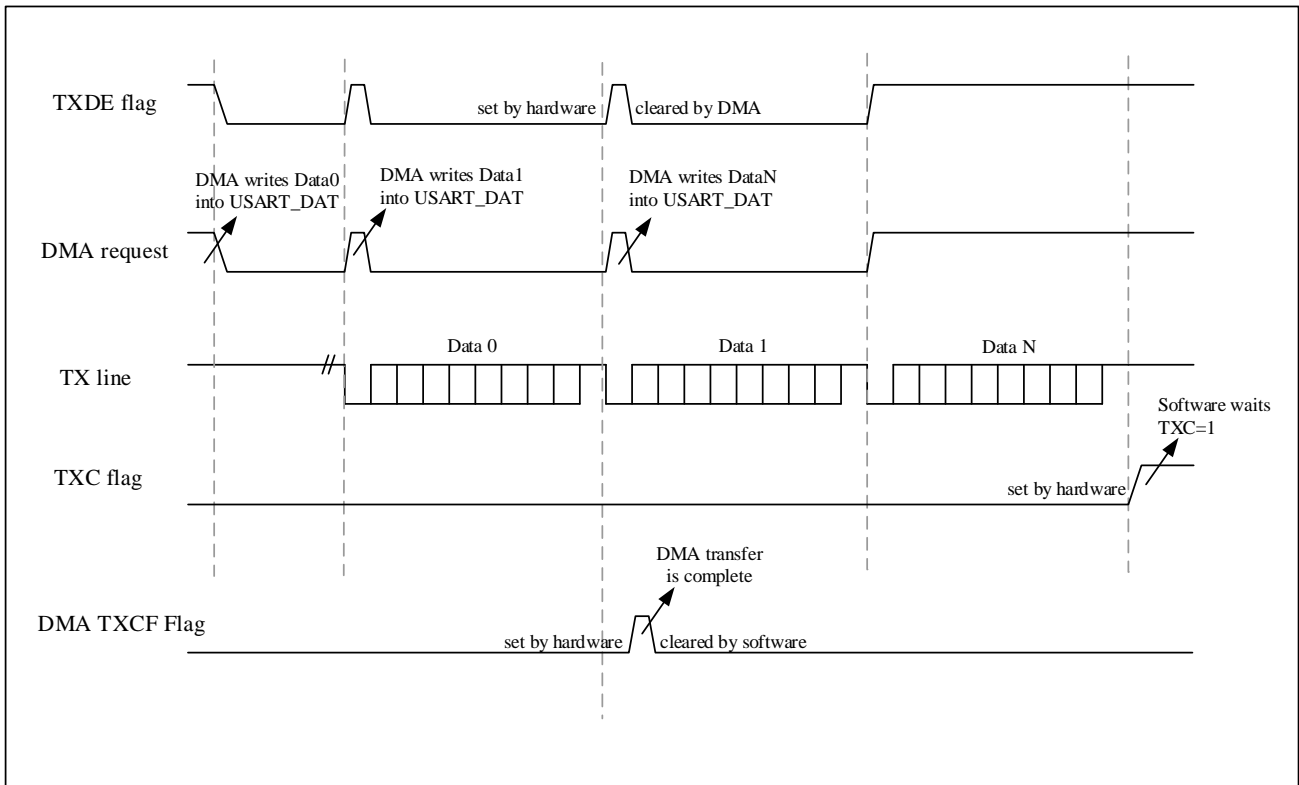 TXDE flag
set by hardware
cleared by DMA
DMA writes Data0
into USART_DAT
DMA writes Data1
into USART_DAT
DMA writes DataN
into USART_DAT
DMA request
Data 0
Data 1
Data N
TX line
Software waits
TXC=1
TXC flag
set by hardware
DMA transfer
is complete
DMA TXCF Flag
set by hardware
cleared by software